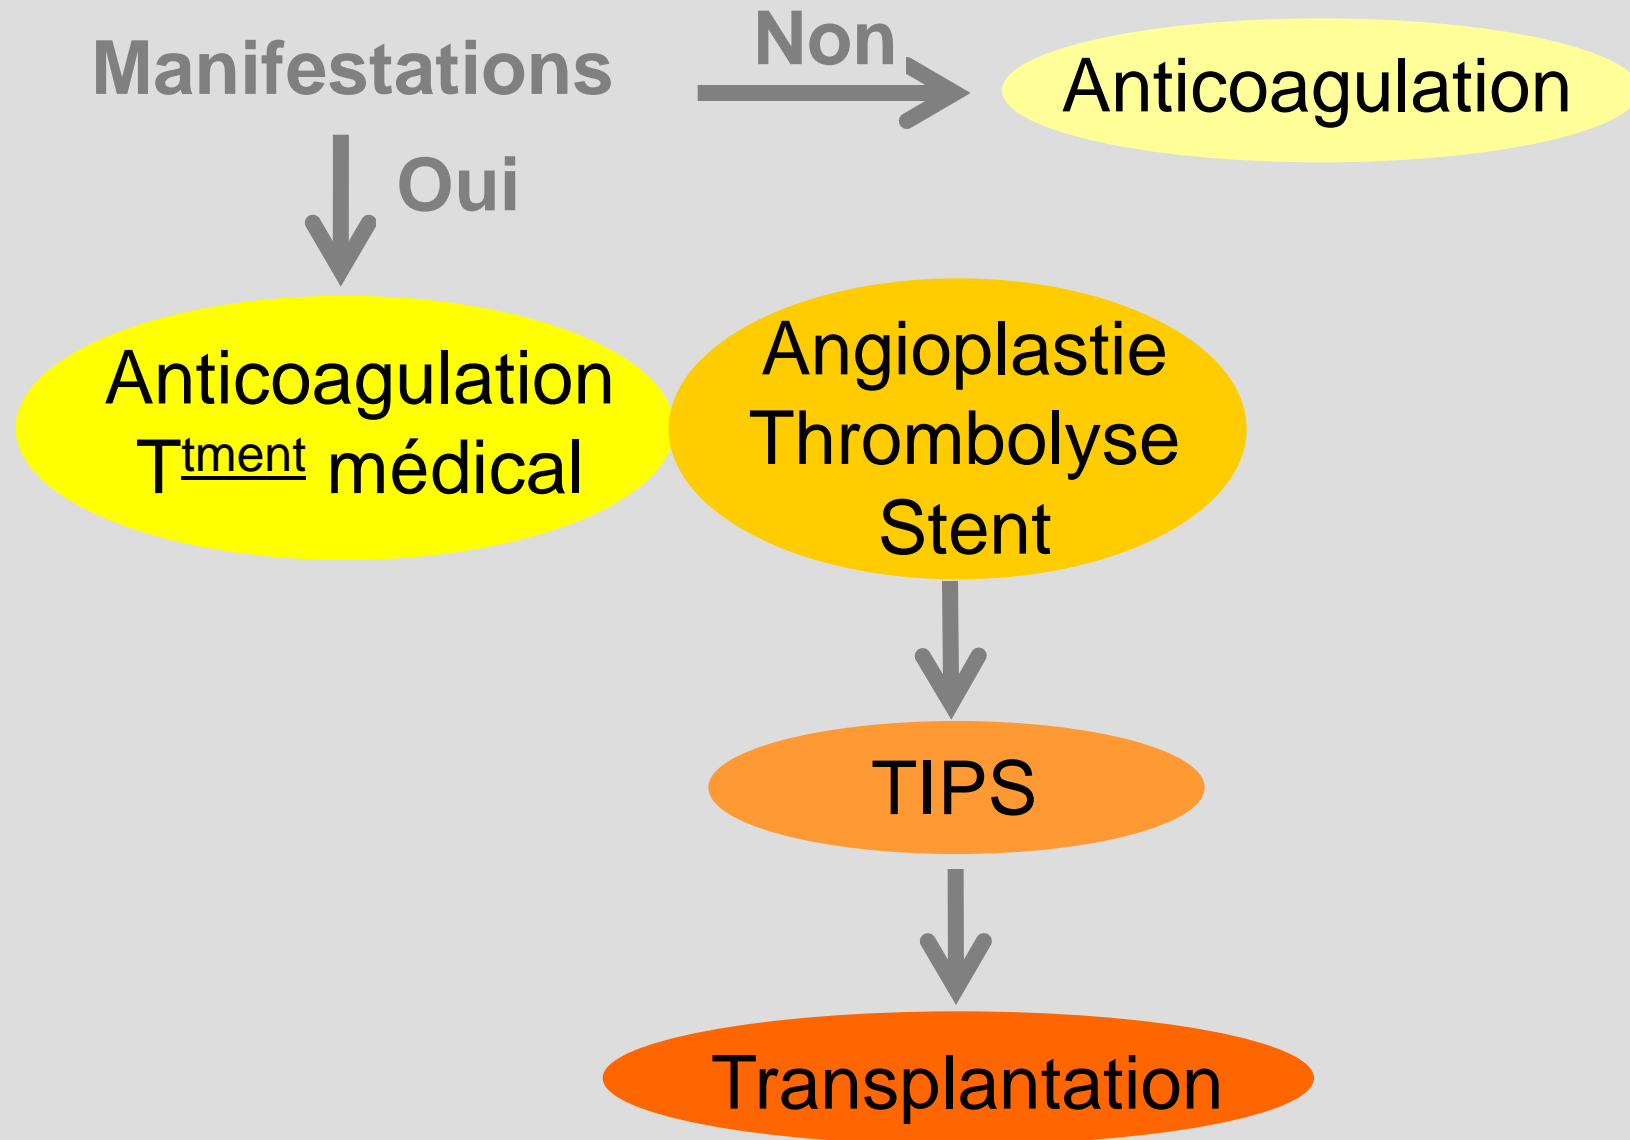 Manifestations
Non
Anticoagulation
Oui
Anticoagulation
Ttment médical
Angioplastie
Thrombolyse
Stent
TIPS
Transplantation